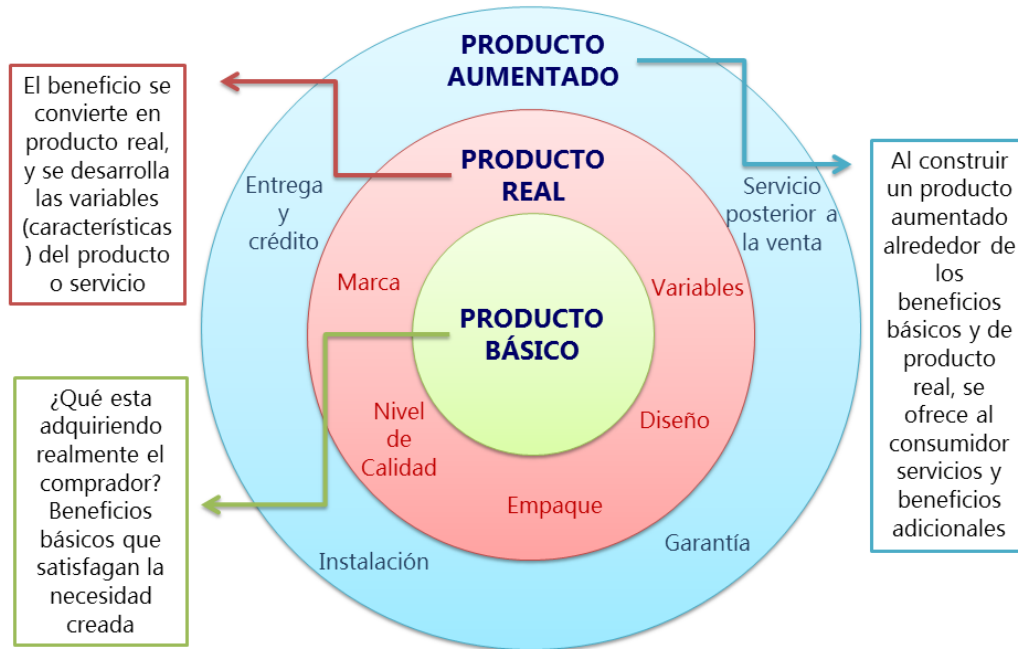 PRODUCTO
AUMENTADO
El beneficio se
convierte en
producto real,
y se desarrolla
las variables
(características
) del producto
o servicio
PRODUCTO
REAL
Entrega
y
crédito
Servicio
posterior a
la venta
Al construir
un producto
aumentado
alrededor de
los
beneficios
básicos y de
producto
real, se
ofrece al
consumidor
servicios y
beneficios
adicionales
Marca
Variables
PRODUCTO
BÁSICO
¿Qué esta
adquiriendo
realmente el
comprador?
Beneficios
básicos que
satisfagan la
necesidad
creada
Nivel
de
Calidad
Diseño
Empaque
Instalación
Garantía